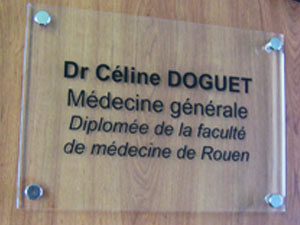 Dr Céline DOGUET
Médecine générale
Diplomée de la faculté
de médecine de Rouen